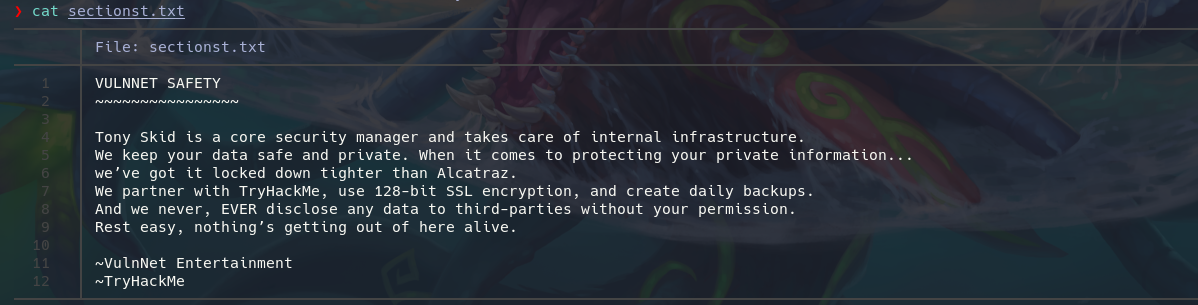 ❯ cat sectionst.txt
File: sectionst.txt
1 VULNNET SAFETY
2 ~~~~~~~~~~~~~~~~
3
4 Tony Skid is a core security manager and takes care of internal infrastructure.
5 We keep your data safe and private. When it comes to protecting your private information...
6 we’ve got it locked down tighter than Alcatraz.
7 We partner with TryHackMe, use 128-bit SSL encryption, and create daily backups.
8 And we never, EVER disclose any data to third-parties without your permission.
9 Rest easy, nothing’s getting out of here alive.
10
11 ~VulnNet Entertainment
12 ~TryHackMe